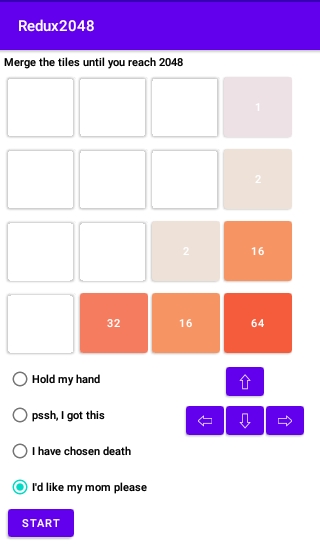 Redux2048
Merge the tiles until you reach 2048
1
2
2 16
32 16 64
Hold my hand
pssh, I got this
I have chosen death
I'd like my mom please
START